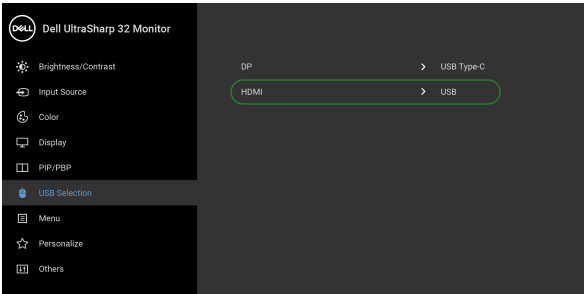 DELL Dell UltraSharp 32 Monitor
Brightness/Contrast
DP USB Type-C
Input Source
HDMI USB
Color
Display
PIP/PBP
USB Selection
Menu
Personalize
Others